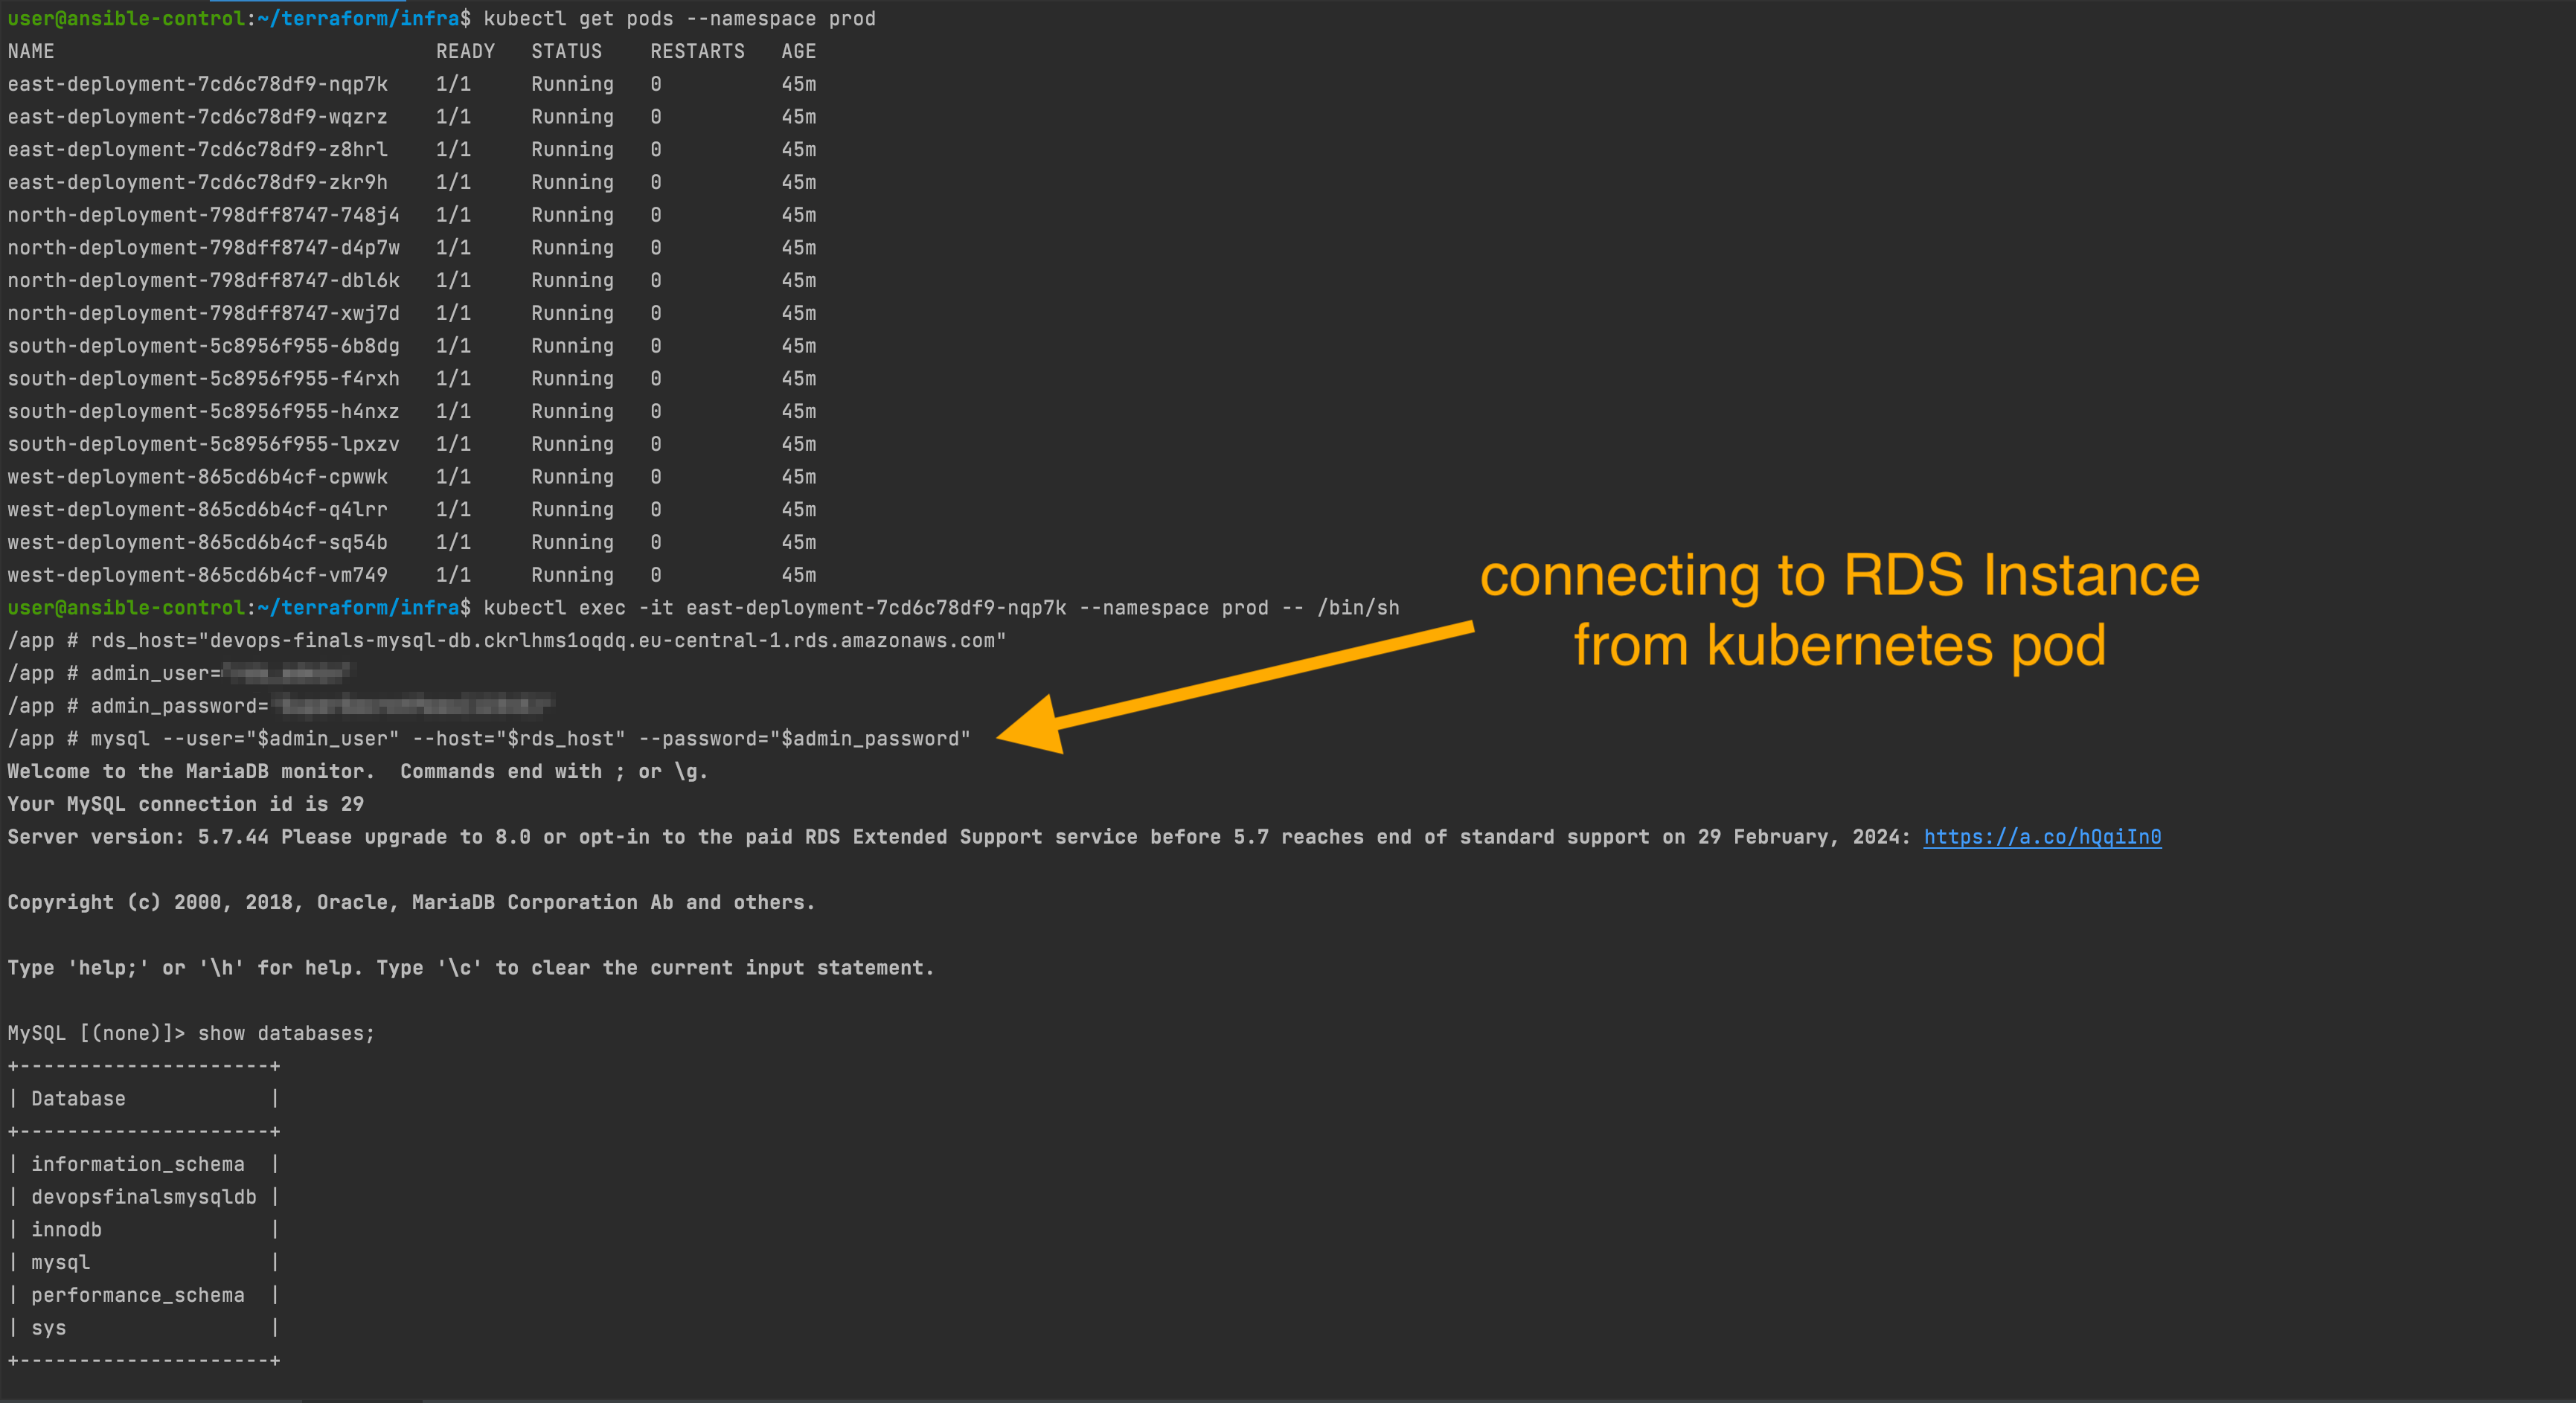 user@ansible-control:~/terraform/infra$ kubectl get pods --namespace prod
NAME READY STATUS RESTARTS AGE
east-deployment-7cd6c78df9-nqp7k 1/1 Running 0 45m
east-deployment-7cd6c78df9-wqzrz 1/1 Running 0 45m
east-deployment-7cd6c78df9-z8hrl 1/1 Running 0 45m
east-deployment-7cd6c78df9-zkr9h 1/1 Running 0 45m
north-deployment-798dff8747-748j4 1/1 Running 0 45m
north-deployment-798dff8747-d4p7w 1/1 Running 0 45m
north-deployment-798dff8747-dbl6k 1/1 Running 0 45m
north-deployment-798dff8747-xwj7d 1/1 Running 0 45m
south-deployment-5c8956f955-6b8dg 1/1 Running 0 45m
south-deployment-5c8956f955-f4rxh 1/1 Running 0 45m
south-deployment-5c8956f955-h4nxz 1/1 Running 0 45m
south-deployment-5c8956f955-lpxzv 1/1 Running 0 45m
west-deployment-865cd6b4cf-cpwwk 1/1 Running 0 45m
west-deployment-865cd6b4cf-q4lrr 1/1 Running 0 45m
west-deployment-865cd6b4cf-sq54b 1/1 Running 0 45m
west-deployment-865cd6b4cf-vm749 1/1 Running 0 45m
user@ansible-control:~/terraform/infra$ kubectl exec -it east-deployment-7cd6c78df9-nqp7k --namespace prod -- /bin/sh
/app # rds_host="devops-finals-mysql-db.ckrlhms1oqdq.eu-central-1.rds.amazonaws.com"
/app # admin_user=
/app # admin_password=
/app # mysql --user="$admin_user" --host="$rds_host" --password="$admin_password"
connecting to RDS Instance
from kubernetes pod
Welcome to the MariaDB monitor.  Commands end with ; or \g.
Your MySQL connection id is 29
Server version: 5.7.44 Please upgrade to 8.0 or opt-in to the paid RDS Extended Support service before 5.7 reaches end of standard support on 29 February, 2024: https://a.co/hQqiIn0
Copyright (c) 2000, 2018, Oracle, MariaDB Corporation Ab and others.
Type 'help;' or '\h' for help. Type '\c' to clear the current input statement.
MySQL [(none)]> show databases;
+---------------------+
| Database            |
+---------------------+
| information_schema  |
| devopsfinalsmysqldb |
| innodb              |
| mysql               |
| performance_schema  |
| sys                 |
+---------------------+